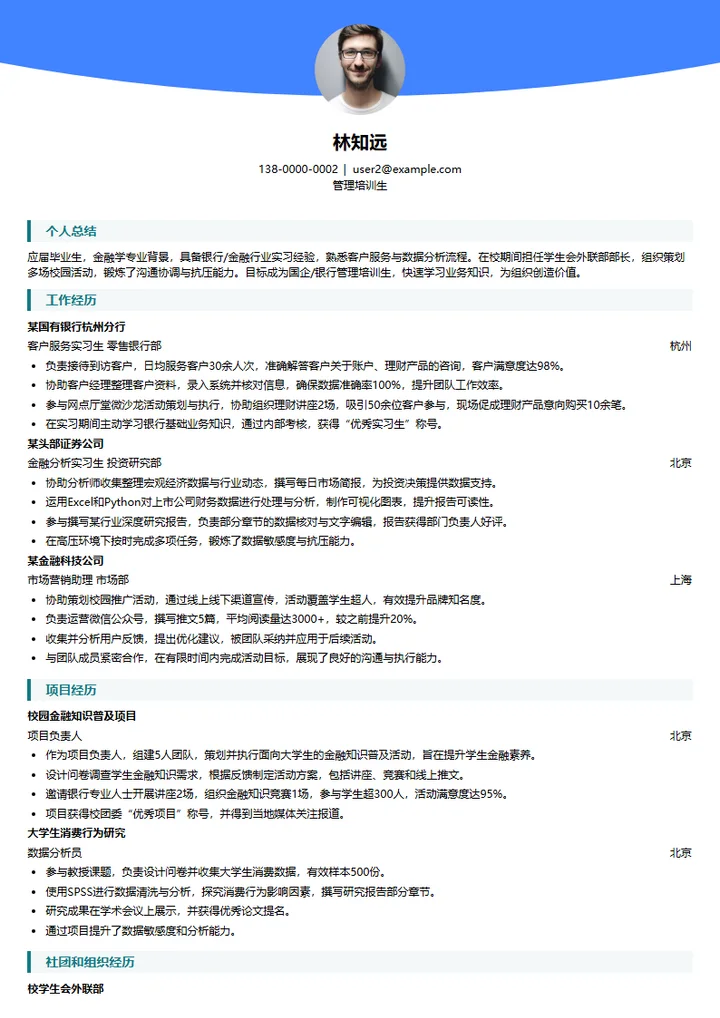 林知远
138-0000-0002 | user2@example.com
管理培训生
个人总结
应届毕业生，金融学专业背景，具备银行/金融行业实习经验，熟悉客户服务与数据分析流程。在校期间担任学生会外联部部长，组织策划
多场校园活动，锻炼了沟通协调与抗压能力。目标成为国企/银行管理培训生，快速学习业务知识，为组织创造价值。
工作经历
某国有银行杭州分行
客户服务实习生 零售银行部 杭州
• 负责接待到访客户，日均服务客户30余人次，准确解答客户关于账户、理财产品的咨询，客户满意度达98%。
• 协助客户经理整理客户资料，录入系统并核对信息，确保数据准确率100%，提升团队工作效率。
• 参与网点厅堂微沙龙活动策划与执行，协助组织理财讲座2场，吸引50余位客户参与，现场促成理财产品意向购买10余笔。
• 在实习期间主动学习银行基础业务知识，通过内部考核，获得“优秀实习生”称号。
某头部证券公司
金融分析实习生 投资研究部 北京
• 协助分析师收集整理宏观经济数据与行业动态，撰写每日市场简报，为投资决策提供数据支持。
• 运用Excel和Python对上市公司财务数据进行处理与分析，制作可视化图表，提升报告可读性。
• 参与撰写某行业深度研究报告，负责部分章节的数据核对与文字编辑，报告获得部门负责人好评。
• 在高压环境下按时完成多项任务，锻炼了数据敏感度与抗压能力。
某金融科技公司
市场营销助理 市场部 上海
• 协助策划校园推广活动，通过线上线下渠道宣传，活动覆盖学生超人，有效提升品牌知名度。
• 负责运营微信公众号，撰写推文5篇，平均阅读量达3000+，较之前提升20%。
• 收集并分析用户反馈，提出优化建议，被团队采纳并应用于后续活动。
• 与团队成员紧密合作，在有限时间内完成活动目标，展现了良好的沟通与执行能力。
项目经历
校园金融知识普及项目
项目负责人 北京
• 作为项目负责人，组建5人团队，策划并执行面向大学生的金融知识普及活动，旨在提升学生金融素养。
• 设计问卷调查学生金融知识需求，根据反馈制定活动方案，包括讲座、竞赛和线上推文。
• 邀请银行专业人士开展讲座2场，组织金融知识竞赛1场，参与学生超300人，活动满意度达95%。
• 项目获得校团委“优秀项目”称号，并得到当地媒体关注报道。
大学生消费行为研究
数据分析员 北京
• 参与教授课题，负责设计问卷并收集大学生消费数据，有效样本500份。
• 使用SPSS进行数据清洗与分析，探究消费行为影响因素，撰写研究报告部分章节。
• 研究成果在学术会议上展示，并获得优秀论文提名。
• 通过项目提升了数据敏感度和分析能力。
社团和组织经历
校学生会外联部